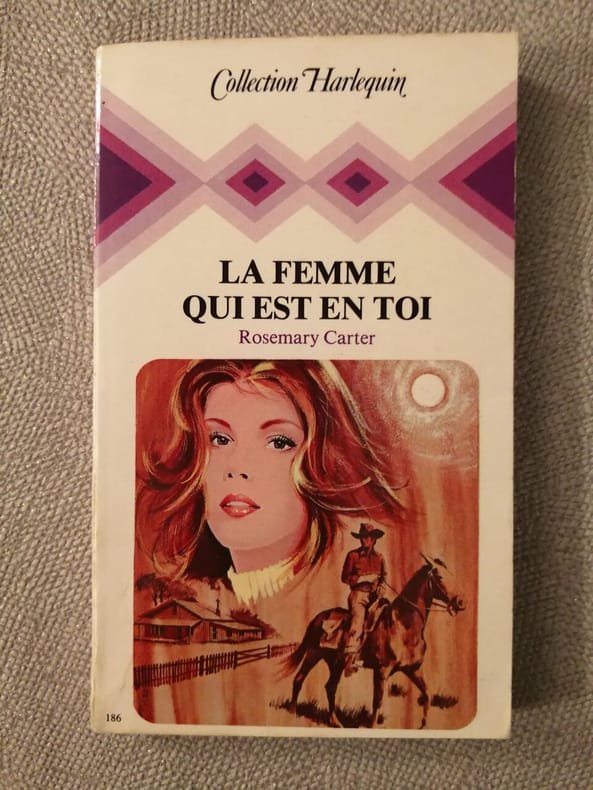 Collection Harlequin
LA FEMME
QUI EST EN TOI
Rosemary Carter
186